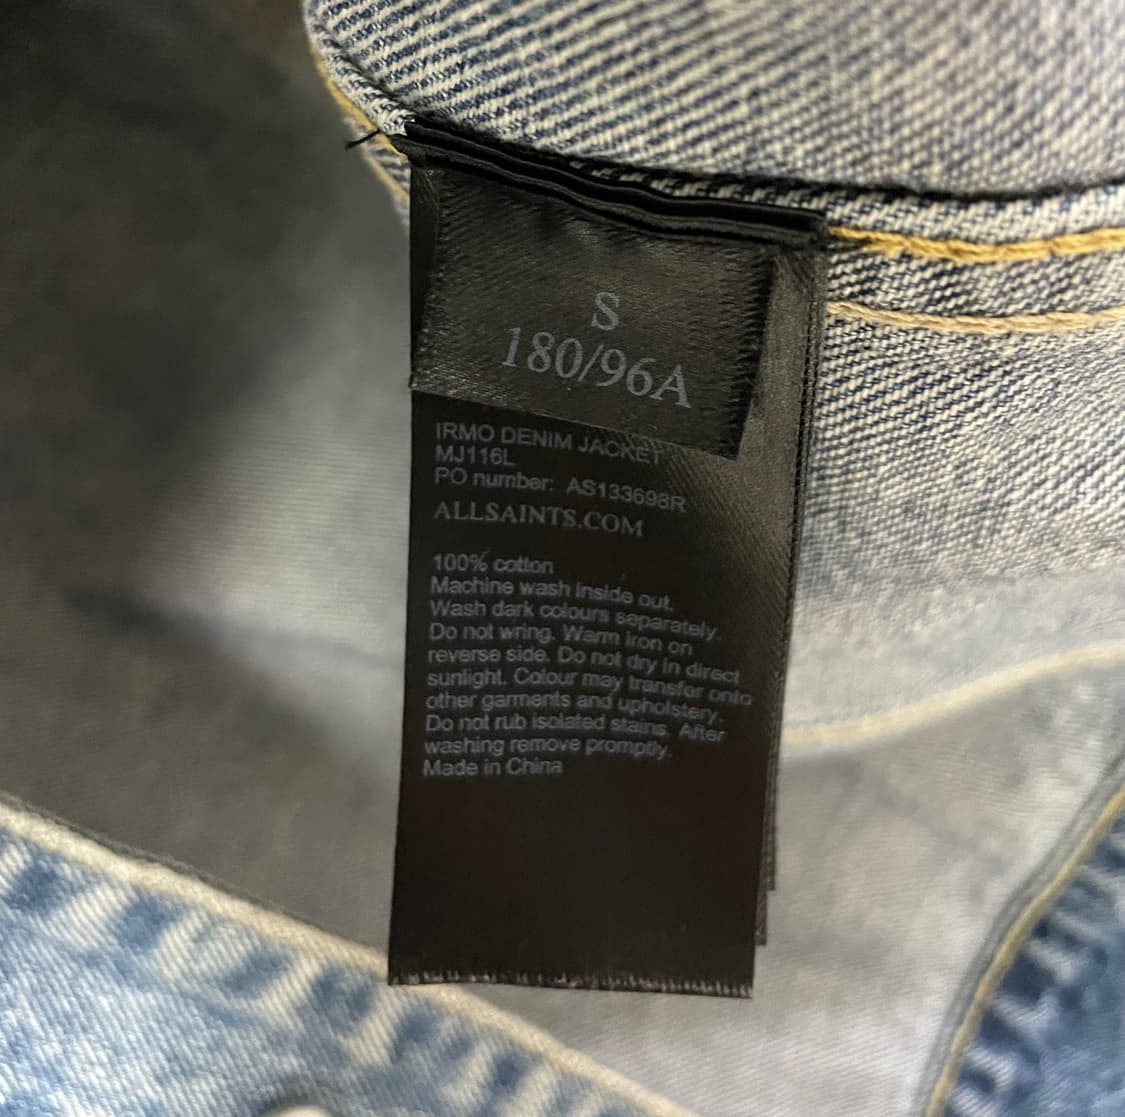 S
180/96A
IRMO DENIM JACKET
MJ116L
PO number: AS133698R
ALLSAINTS.COM
100% cotton
Machine wash inside out.
Wash dark colours separately.
Do not wring. Warm iron on
reverse side. Do not dry in direct
sunlight. Colour may transfer onto
other garments and upholstery.
Do not rub isolated stains. After
washing remove promptly.
Made in China